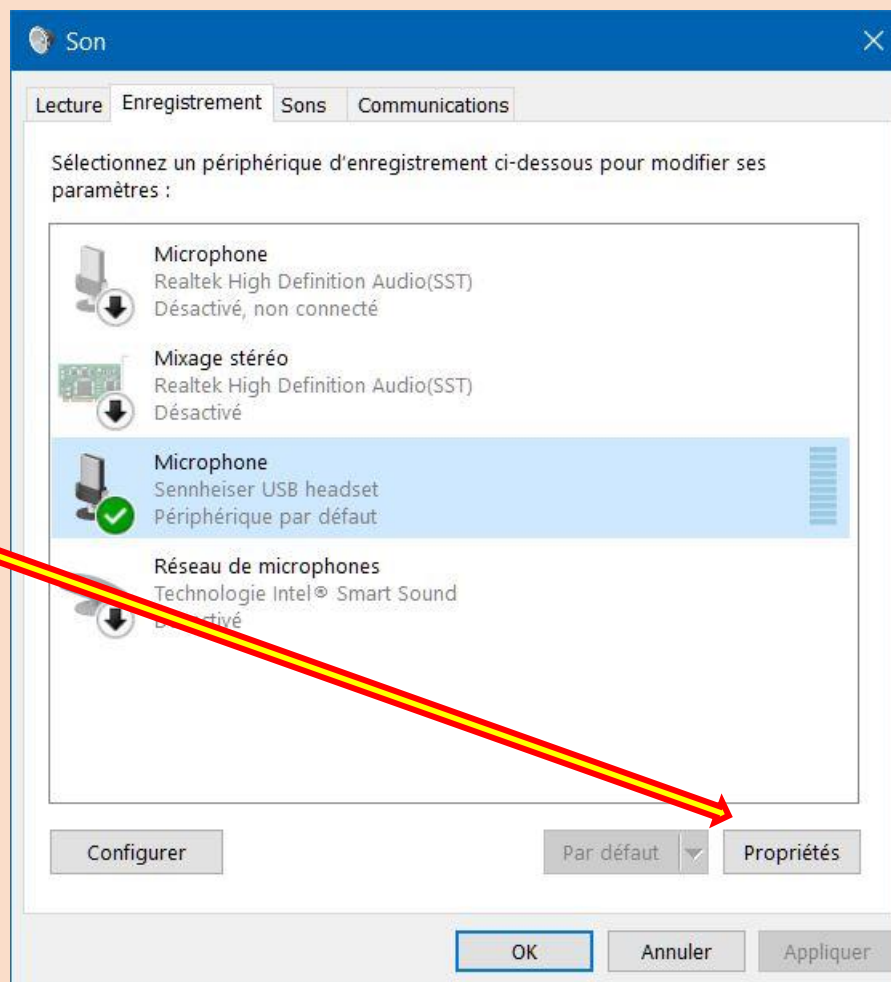 Son
Lecture Enregistrement Sons Communications
Sélectionnez un périphérique d'enregistrement ci-dessous pour modifier ses
paramètres :
Microphone
Realtek High Definition Audio(SST)
Désactivé, non connecté
Mixage stéréo
Realtek High Definition Audio(SST)
Désactivé
Microphone
Sennheiser USB headset
Périphérique par défaut
Réseau de microphones
Technologie Intel® Smart Sound
Désactivé
Configurer Par défaut Propriétés
OK Annuler Appliquer